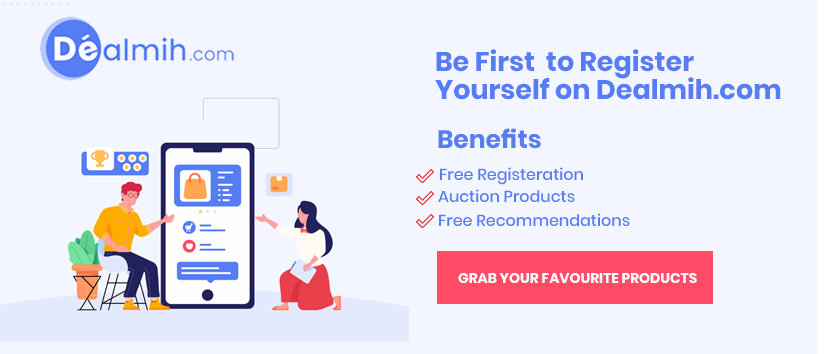 Déalmih.com
Be First to Register
Yourself on Dealmih.com
Benefits
Free Registeration
Auction Products
Free Recommendations
GRAB YOUR FAVOURITE PRODUCTS